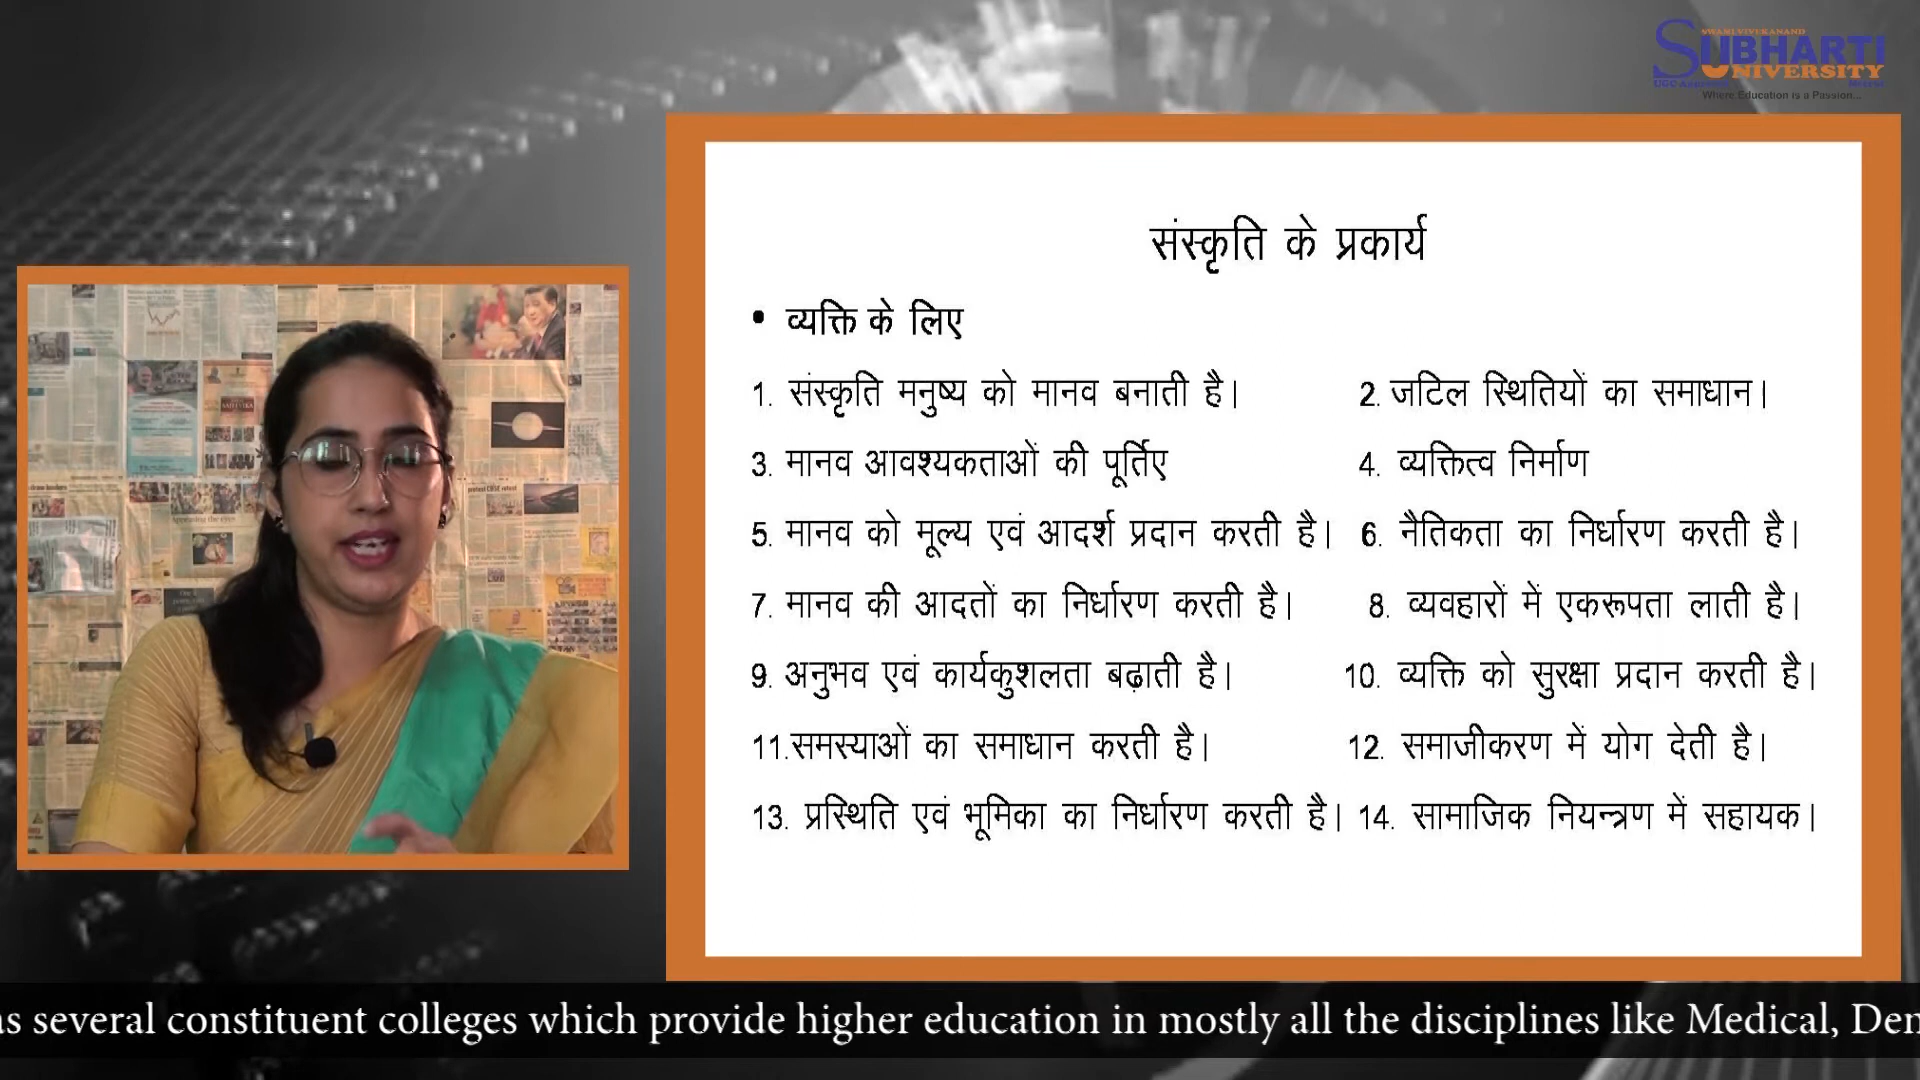 SWAMI VIVEKANAND
SUBHARTI
UNIVERSITY
Where Education is a Passion...
संस्कृति के प्रकार्य
• व्यक्ति के लिए
1. संस्कृति मनुष्य को मानव बनाती है। 2. जटिल स्थितियों का समाधान।
3. मानव आवश्यकताओं की पूर्तिए 4. व्यक्तित्व निर्माण
5. मानव को मूल्य एवं आदर्श प्रदान करती है। 6. नैतिकता का निर्धारण करती है।
7. मानव की आदतों का निर्धारण करती है। 8. व्यवहारों में एकरूपता लाती है।
9. अनुभव एवं कार्यकुशलता बढ़ाती है। 10. व्यक्ति को सुरक्षा प्रदान करती है।
11.समस्याओं का समाधान करती है। 12. समाजीकरण में योग देती है।
13. प्रस्थिति एवं भूमिका का निर्धारण करती है। 14. सामाजिक नियन्त्रण में सहायक।
as several constituent colleges which provide higher education in mostly all the disciplines like Medical, Den